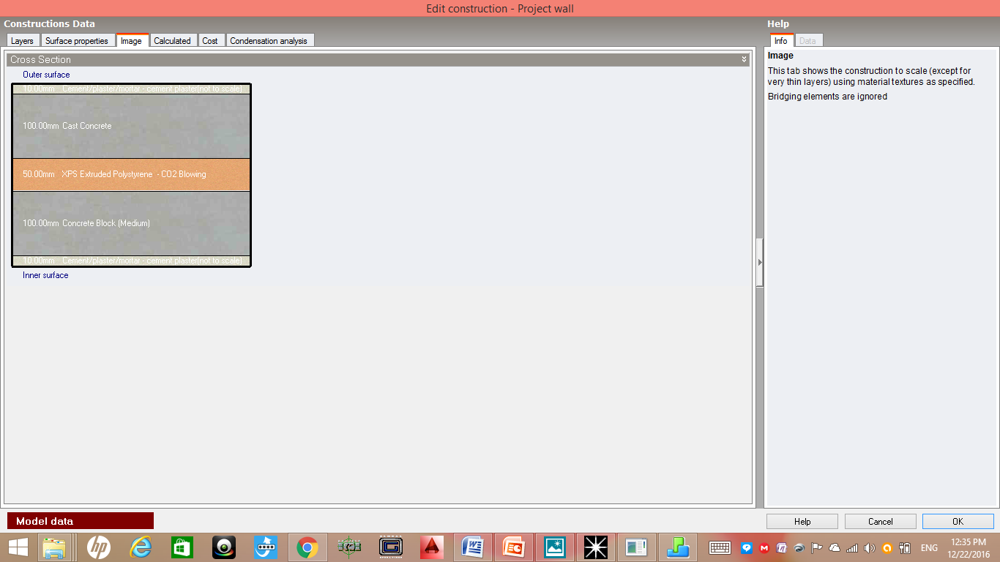 Edit construction - Project wall
Constructions Data
Help
Layers Surface properties Image Calculated Cost Condensation analysis
Info Data
Cross Section
Image
This tab shows the construction to scale (except for
very thin layers) using material textures as specified.
Bridging elements are ignored
Outer surface
10.00mm Cement/plaster/mortar - cement plaster(not to scale)
100.00mm Cast Concrete
50.00mm XPS Extruded Polystyrene - CO2 Blowing
100.00mm Concrete Block (Medium)
10.00mm Cement/plaster/mortar - cement plaster(not to scale)
Inner surface
Model data
Help Cancel OK
hp
ENG
12:35 PM
12/22/2016